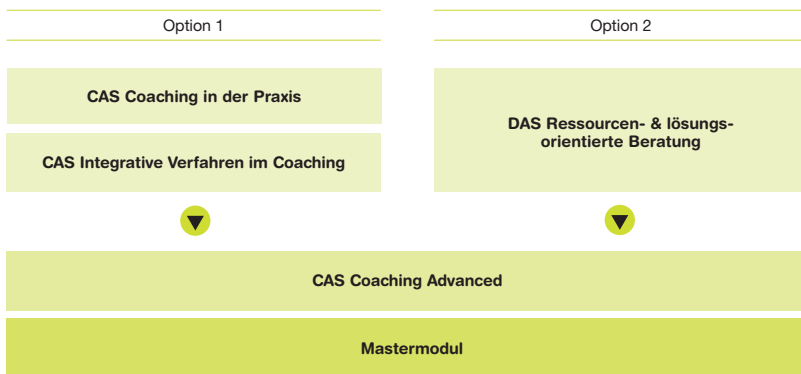 Option 1
Option 2
CAS Coaching in der Praxis
CAS Integrative Verfahren im Coaching
DAS Ressourcen- & lösungs-
orientierte Beratung
CAS Coaching Advanced
Mastermodul